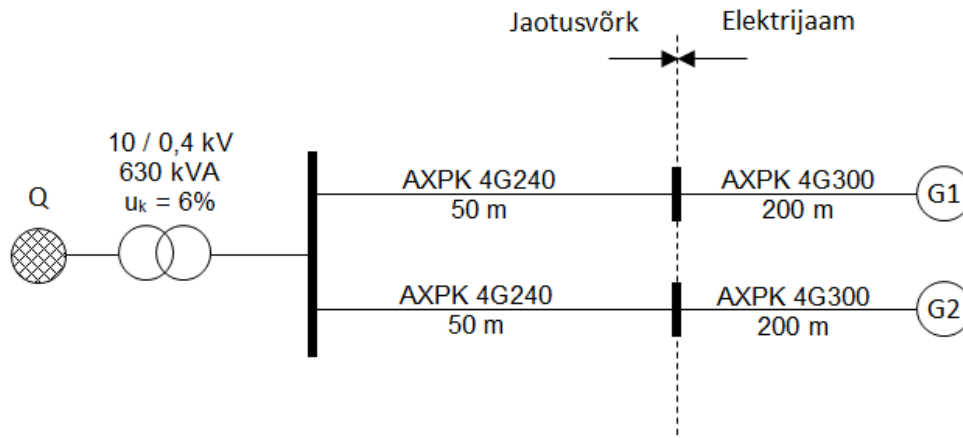 Jaotusvõrk
Elektrijaam
10 / 0,4 kV
630 kVA
uk = 6%
Q
AXPK 4G240
50 m
AXPK 4G300
200 m
G1
AXPK 4G240
50 m
AXPK 4G300
200 m
G2